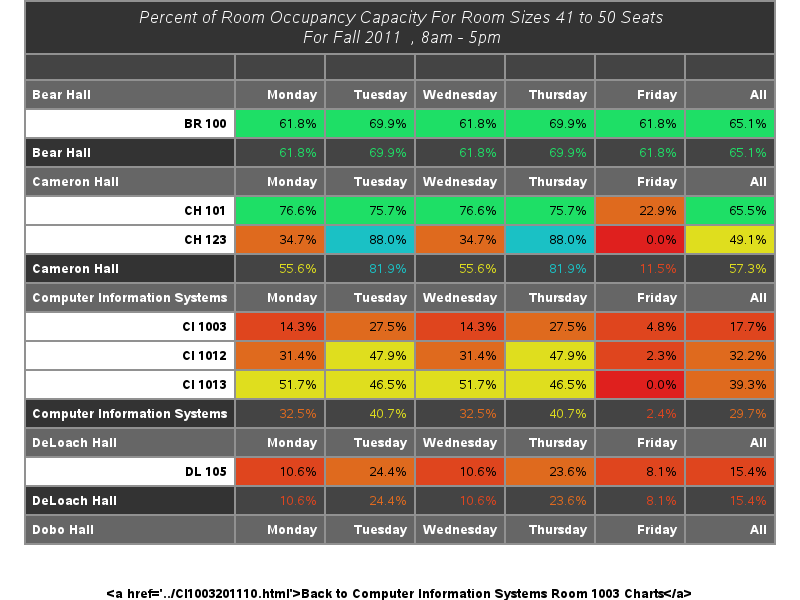 Percent of Room Occupancy Capacity For Room Sizes 41 to 50 Seats
For Fall 2011 , 8am - 5pm
Bear Hall Monday Tuesday Wednesday Thursday Friday All
BR 100 61.8% 69.9% 61.8% 69.9% 61.8% 65.1%
Bear Hall 61.8% 69.9% 61.8% 69.9% 61.8% 65.1%
Cameron Hall Monday Tuesday Wednesday Thursday Friday All
CH 101 76.6% 75.7% 76.6% 75.7% 22.9% 65.5%
CH 123 34.7% 88.0% 34.7% 88.0% 0.0% 49.1%
Cameron Hall 55.6% 81.9% 55.6% 81.9% 11.5% 57.3%
Computer Information Systems Monday Tuesday Wednesday Thursday Friday All
CI 1003 14.3% 27.5% 14.3% 27.5% 4.8% 17.7%
CI 1012 31.4% 47.9% 31.4% 47.9% 2.3% 32.2%
CI 1013 51.7% 46.5% 51.7% 46.5% 0.0% 39.3%
Computer Information Systems 32.5% 40.7% 32.5% 40.7% 2.4% 29.7%
DeLoach Hall Monday Tuesday Wednesday Thursday Friday All
DL 105 10.6% 24.4% 10.6% 23.6% 8.1% 15.4%
DeLoach Hall 10.6% 24.4% 10.6% 23.6% 8.1% 15.4%
Dobo Hall Monday Tuesday Wednesday Thursday Friday All
&lt;a href='../CI1003201110.html'&gt;Back to Computer Information Systems Room 1003 Charts&lt;/a&gt;